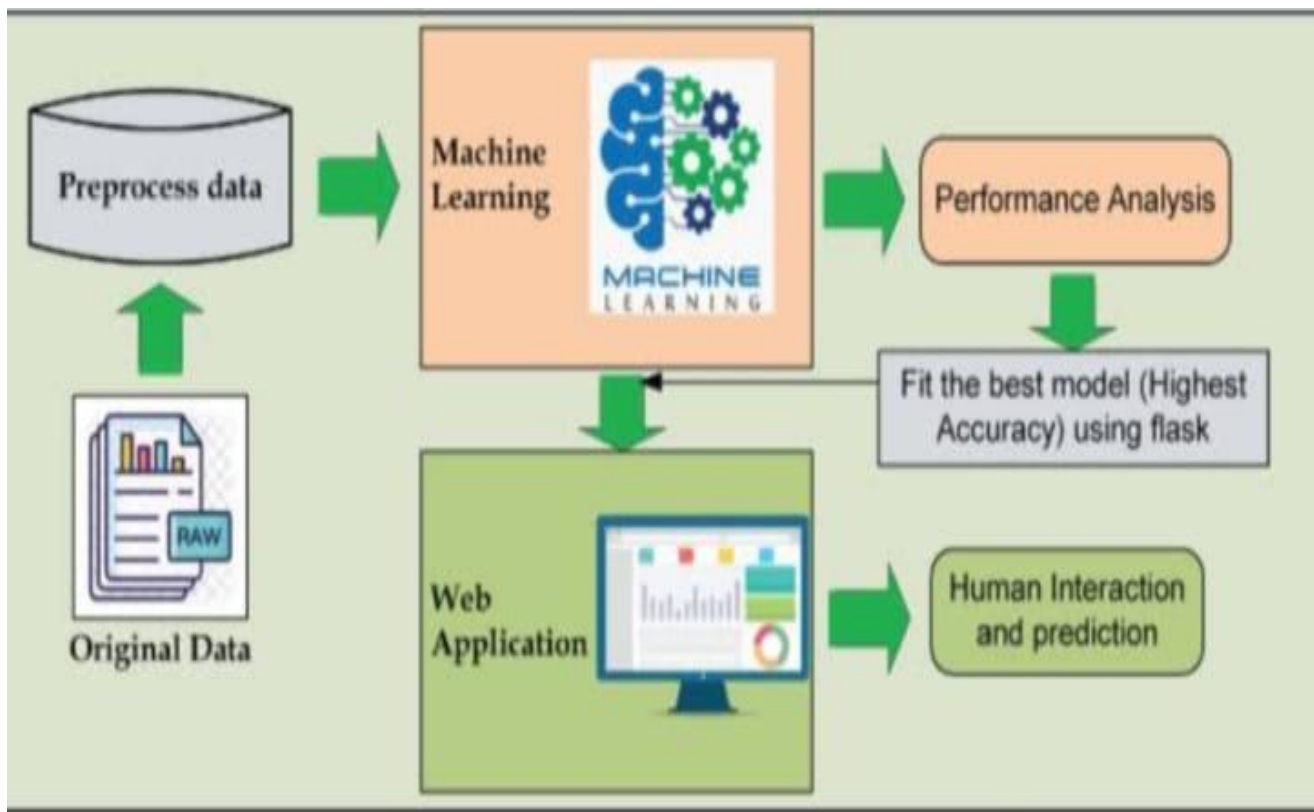 Preprocess data
Machine
Learning
MACHINE
LEARNING
Performance Analysis
Fit the best model (Highest
Accuracy) using flask
RAW
Original Data
Web
Application
Human Interaction
and prediction